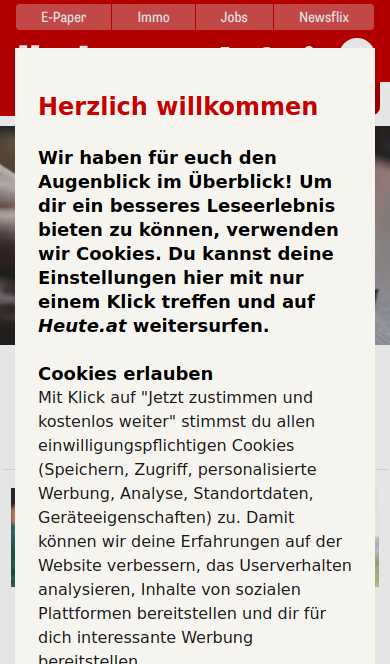 E-Paper
Immo
Jobs
Newsflix
Herzlich willkommen
Wir haben für euch den
Augenblick im Überblick! Um
dir ein besseres Leseerlebnis
bieten zu können, verwenden
wir Cookies. Du kannst deine
Einstellungen hier mit nur
einem Klick treffen und auf
Heute.at weitersurfen.
Cookies erlauben
Mit Klick auf "Jetzt zustimmen und
kostenlos weiter" stimmst du allen
einwilligungspflichtigen Cookies
(Speichern, Zugriff, personalisierte
Werbung, Analyse, Standortdaten,
Geräteeigenschaften) zu. Damit
können wir deine Erfahrungen auf der
Website verbessern, das Userverhalten
analysieren, Inhalte von sozialen
Plattformen bereitstellen und dir für
dich interessante Werbung
bereitstellen